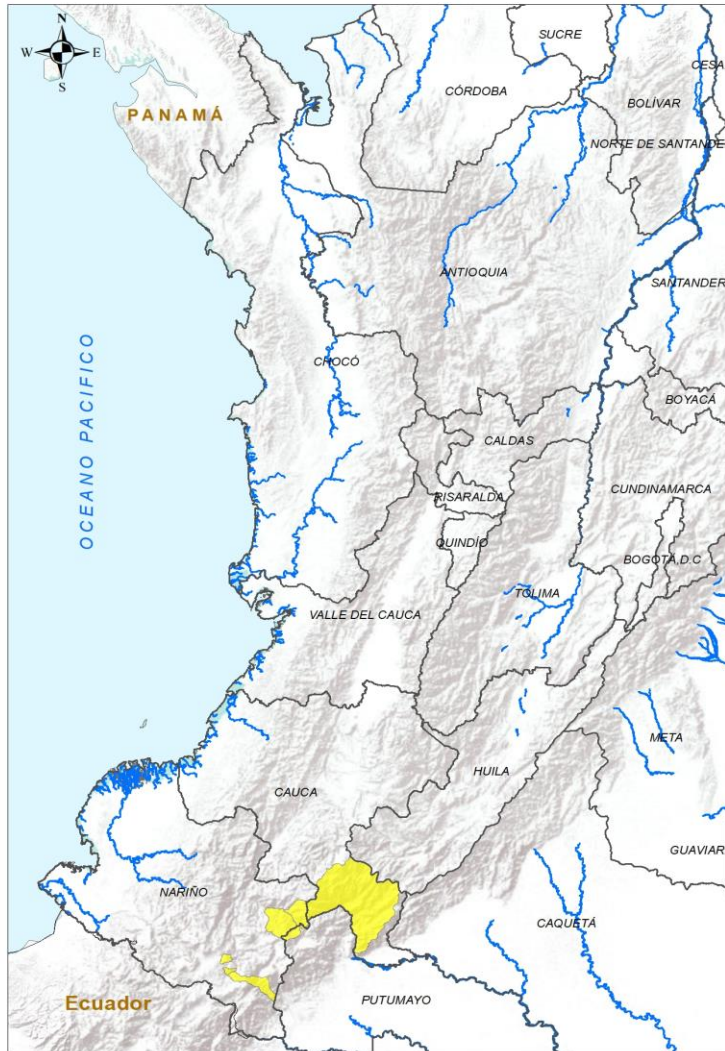 N
W E
S
SUCRE
CESA
CÓRDOBA
BOLÍVAR
PANAMÁ
NORTE DE SANTANDE
ANTIOQUIA
SANTANDER
OCEANO PACIFICO
CHOCÓ
BOYACÁ
CALDAS
CUNDINAMARCA
RISARALDA
QUINDÍO
BOGOTÁ, D.C
TOLIMA
VALLE DEL CAUCA
META
HUILA
CAUCA
GUAVIAR
NARIÑO
CAQUETÁ
Ecuador
PUTUMAYO